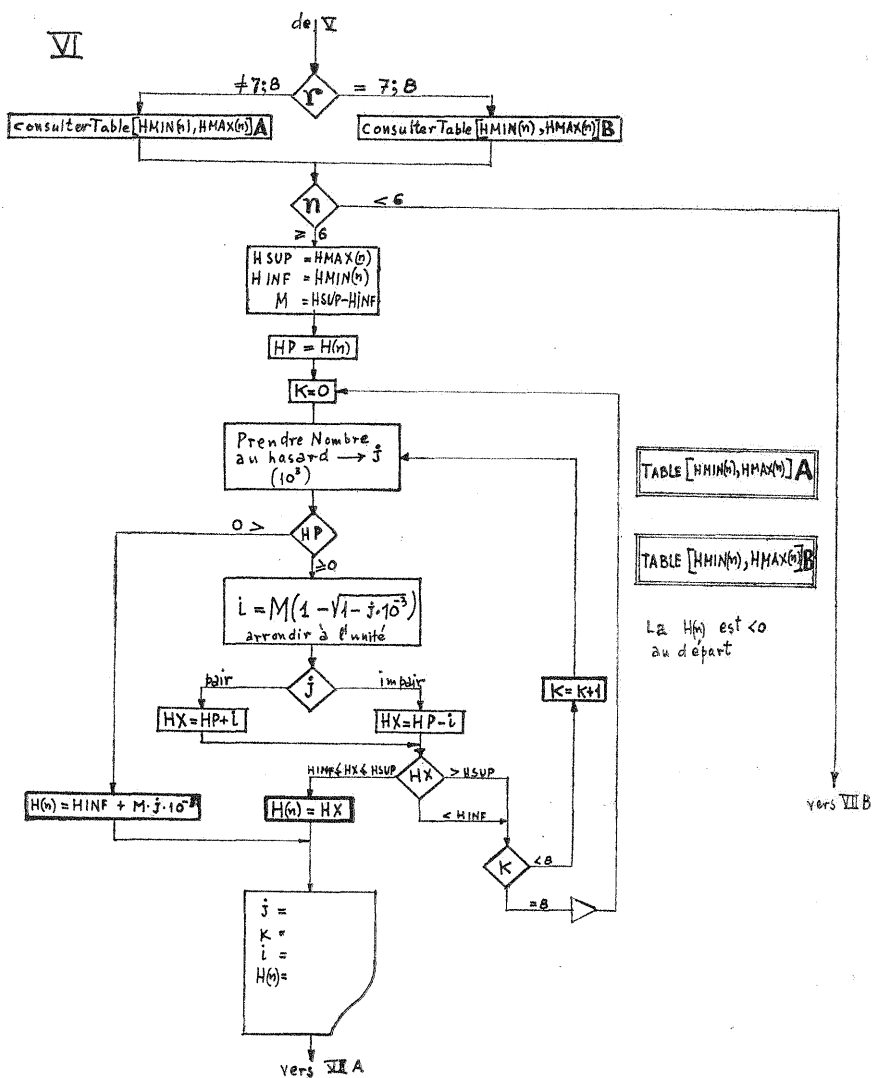 VI
de V
≠7;8
r
= 7;8
consulterTable[HMIN(n),HMAX(n)]A
consulterTable[HMIN(n),HMAX(n)]B
n
< 6
≥ 6
HSUP =HMAX(n)
HINF =HMIN(n)
M =HSUP-HINF
HP = H(n)
K=0
Prendre Nombre
au hasard → j
(10³)
TABLE [HMIN(n),HMAX(n)]A
0 >
HP
≥0
TABLE [HMIN(n),HMAX(n)]B
i = M(1-√1-j·10⁻³)
arrondir à l'unité
La H(n) est <0
au départ
pair
j
impair
K=K+1
HX=HP+i
HX=HP-i
HINF≤HX≤HSUP
HX
> HSUP
H(n)=HINF + M·j·10
H(n)=HX
< HINF
vers VIIB
K
<8
=8
j =
K =
i =
H(n)=
vers VII A